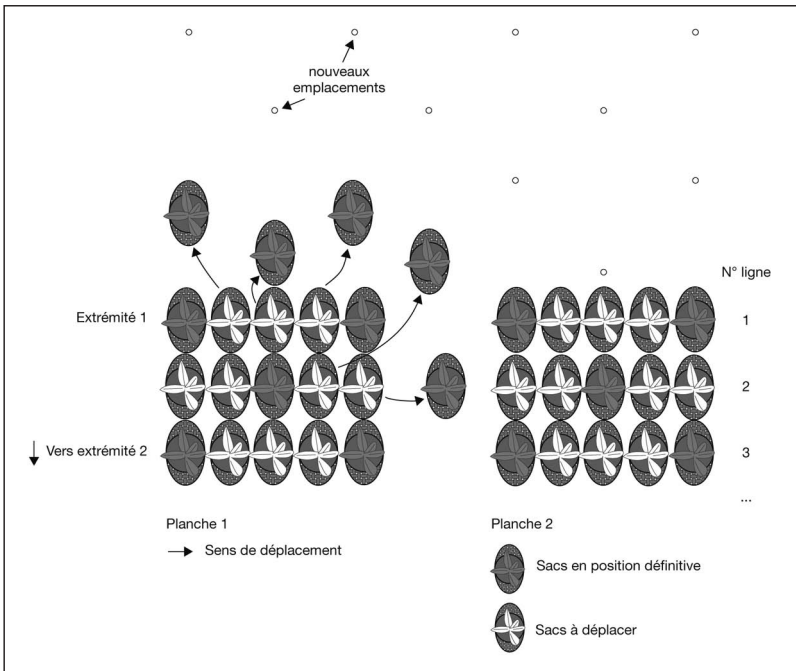 nouveaux
emplacements
N° ligne
Extrémité 1
1
2
Vers extrémité 2
3
...
Planche 1
Planche 2
Sens de déplacement
Sacs en position définitive
Sacs à déplacer